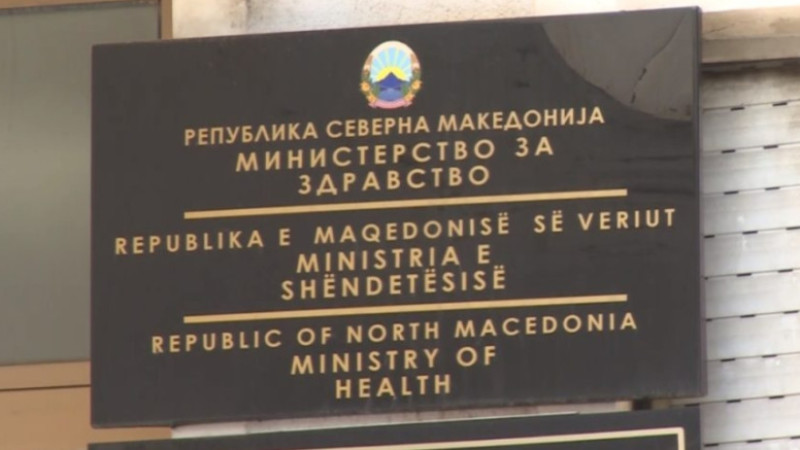 РЕПУБЛИКА СЕВЕРНА МАКЕДОНИЈА
МИНИСТЕРСТВО ЗА
ЗДРАВСТВО
REPUBLIKA E MAQEDONISË SË VERIUT
MINISTRIA E
SHËNDETËSISË
REPUBLIC OF NORTH MACEDONIA
MINISTRY OF
HEALTH